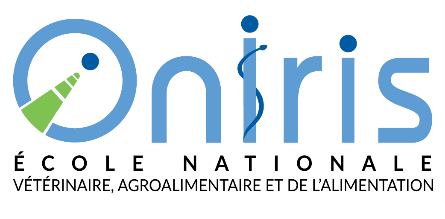 Oniris
ÉCOLE NATIONALE
VÉTÉRINAIRE, AGROALIMENTAIRE ET DE L'ALIMENTATION